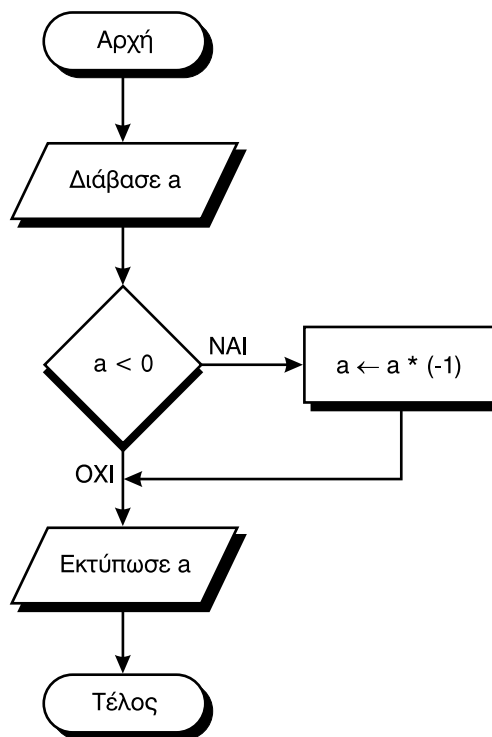 Αρχή
Διάβασε a
a < 0
ΝΑΙ
a ← a * (-1)
ΟΧΙ
Εκτύπωσε a
Τέλος